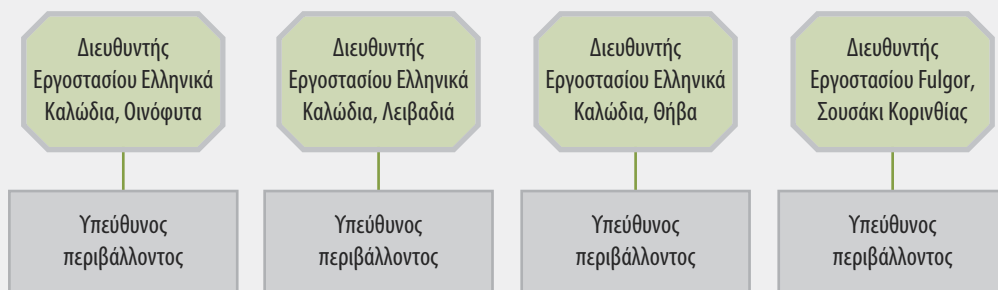 Διευθυντής
Εργοστασίου Ελληνικά
Καλώδια, Οινόφυτα
Διευθυντής
Εργοστασίου Ελληνικά
Καλώδια, Λειβαδιά
Διευθυντής
Εργοστασίου Ελληνικά
Καλώδια, Θήβα
Διευθυντής
Εργοστασίου Fulgor,
Σουσάκι Κορινθίας
Υπεύθυνος
περιβάλλοντος
Υπεύθυνος
περιβάλλοντος
Υπεύθυνος
περιβάλλοντος
Υπεύθυνος
περιβάλλοντος